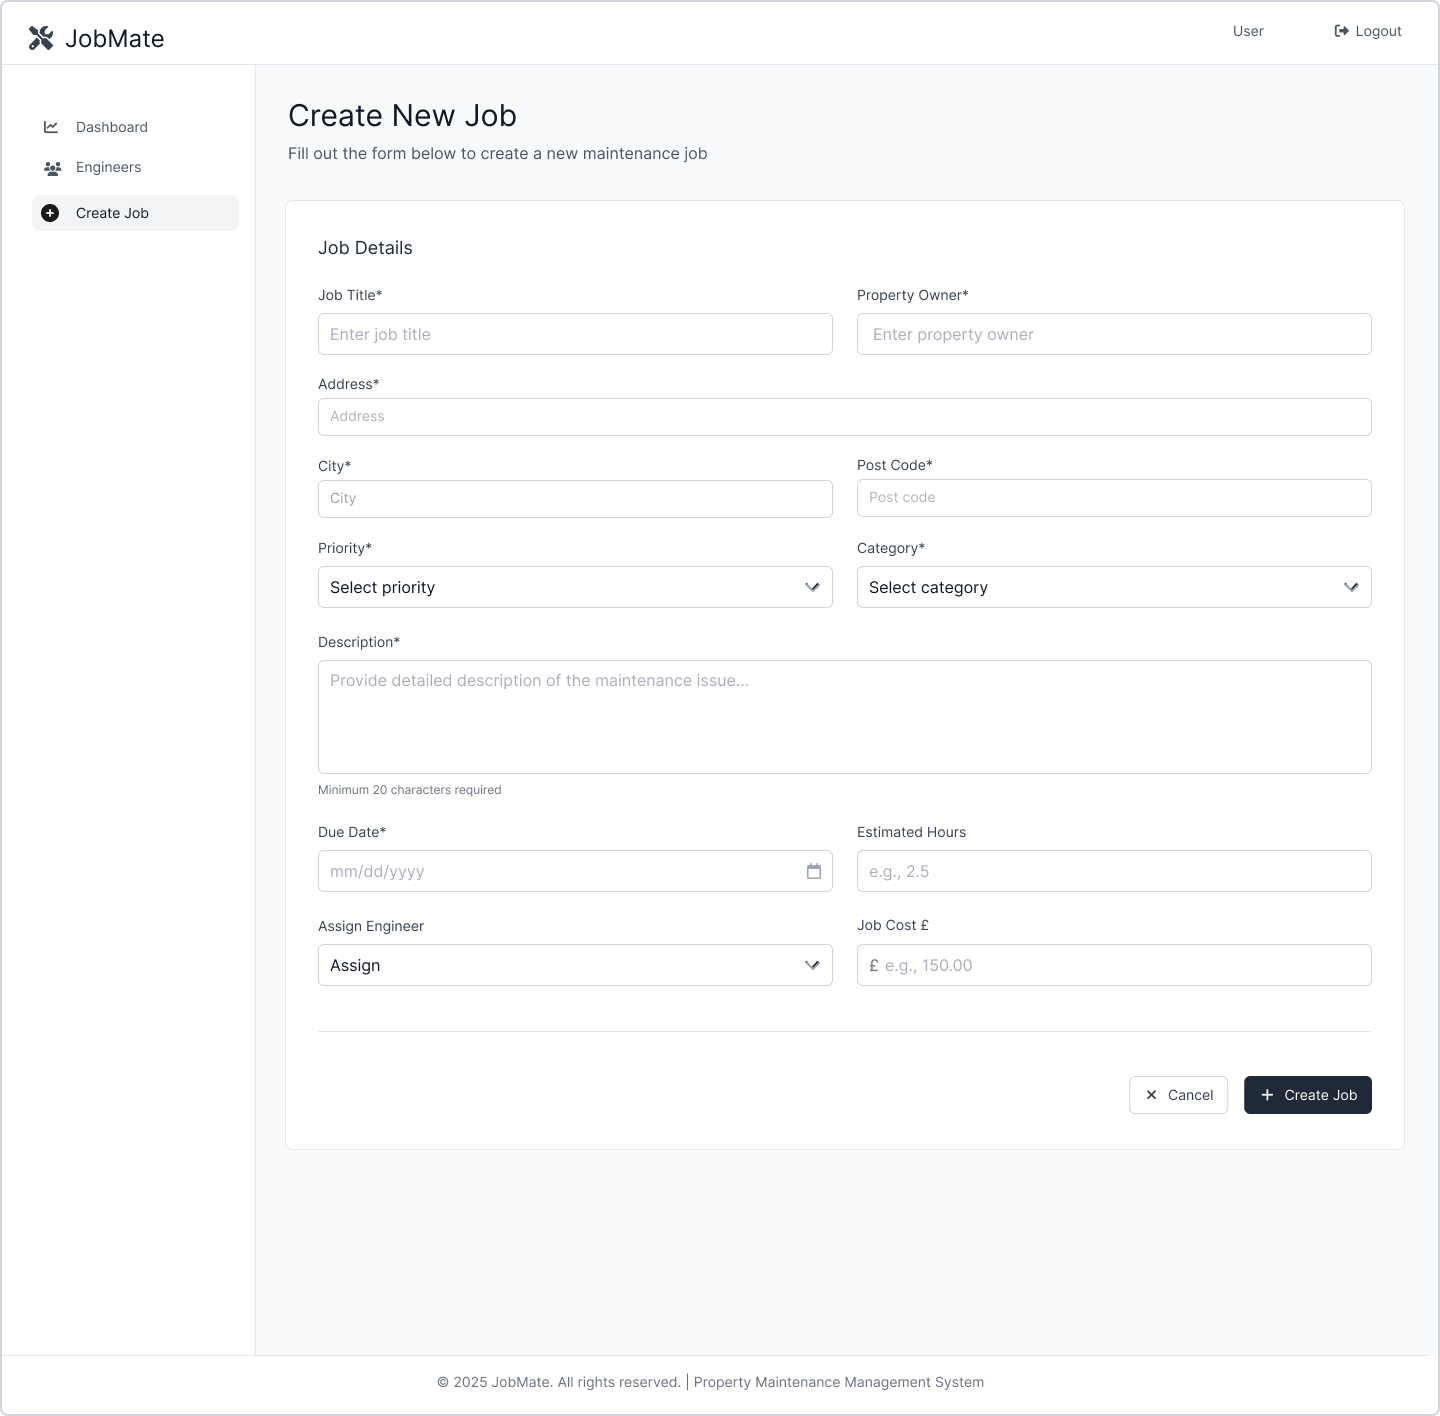 JobMate
User
Logout
Dashboard
Engineers
Create Job
Create New Job
Fill out the form below to create a new maintenance job
Job Details
Job Title*
Property Owner*
Enter job title
Enter property owner
Address*
Address
City*
Post Code*
City
Post code
Priority*
Category*
Select priority
Select category
Description*
Provide detailed description of the maintenance issue...
Minimum 20 characters required
Due Date*
Estimated Hours
mm/dd/yyyy
e.g., 2.5
Assign Engineer
Job Cost £
Assign
£ e.g., 150.00
Cancel
Create Job
© 2025 JobMate. All rights reserved. | Property Maintenance Management System